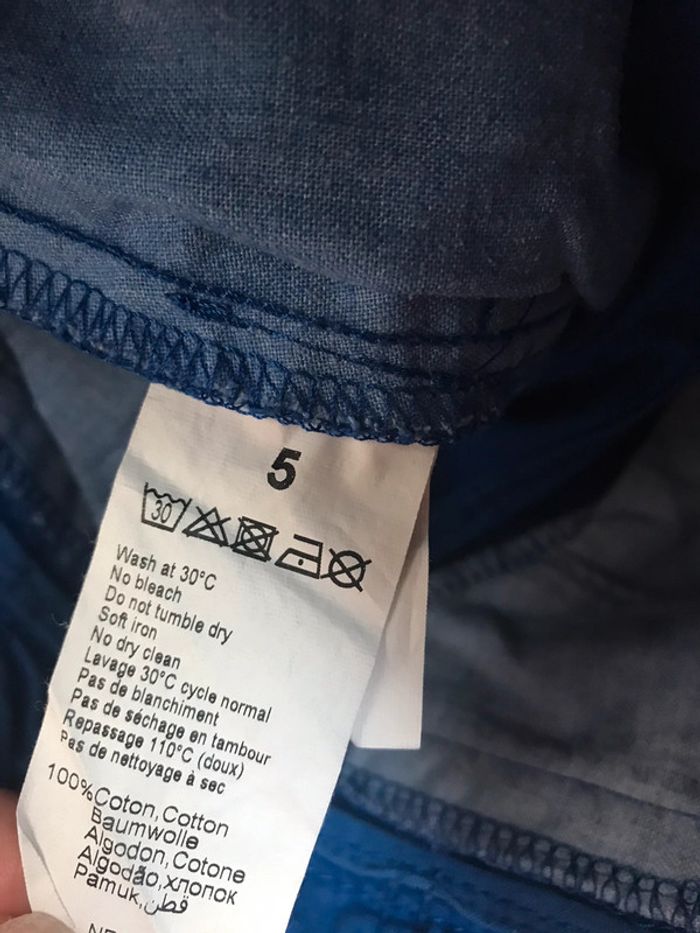 5
30
Wash at 30°C
No bleach
Do not tumble dry
Soft iron
No dry clean
Lavage 30°C cycle normal
Pas de blanchiment
Pas de séchage en tambour
Repassage 110°C (doux)
Pas de nettoyage à sec
100%Coton,Cotton
Baumwolle
Algodon,Cotone
Algodão,хлопок
Pamuk,قطن